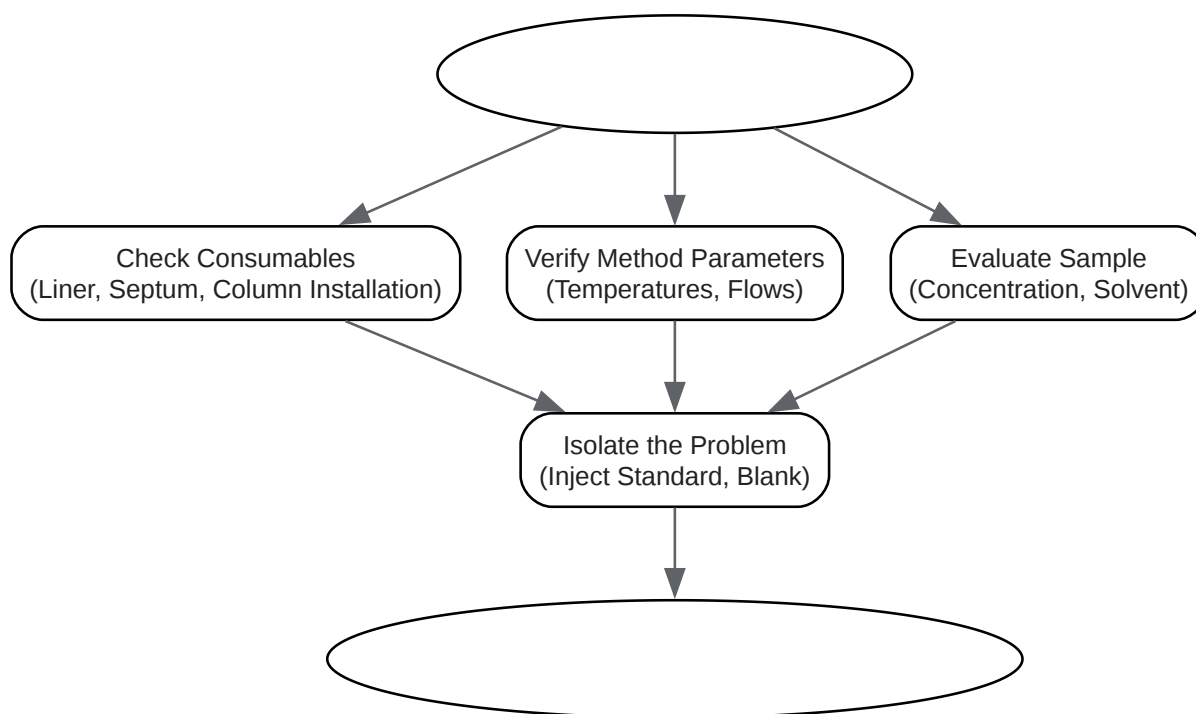 Check Consumables
(Liner, Septum, Column Installation)
Verify Method Parameters
(Temperatures, Flows)
Evaluate Sample
(Concentration, Solvent)
Isolate the Problem
(Inject Standard, Blank)